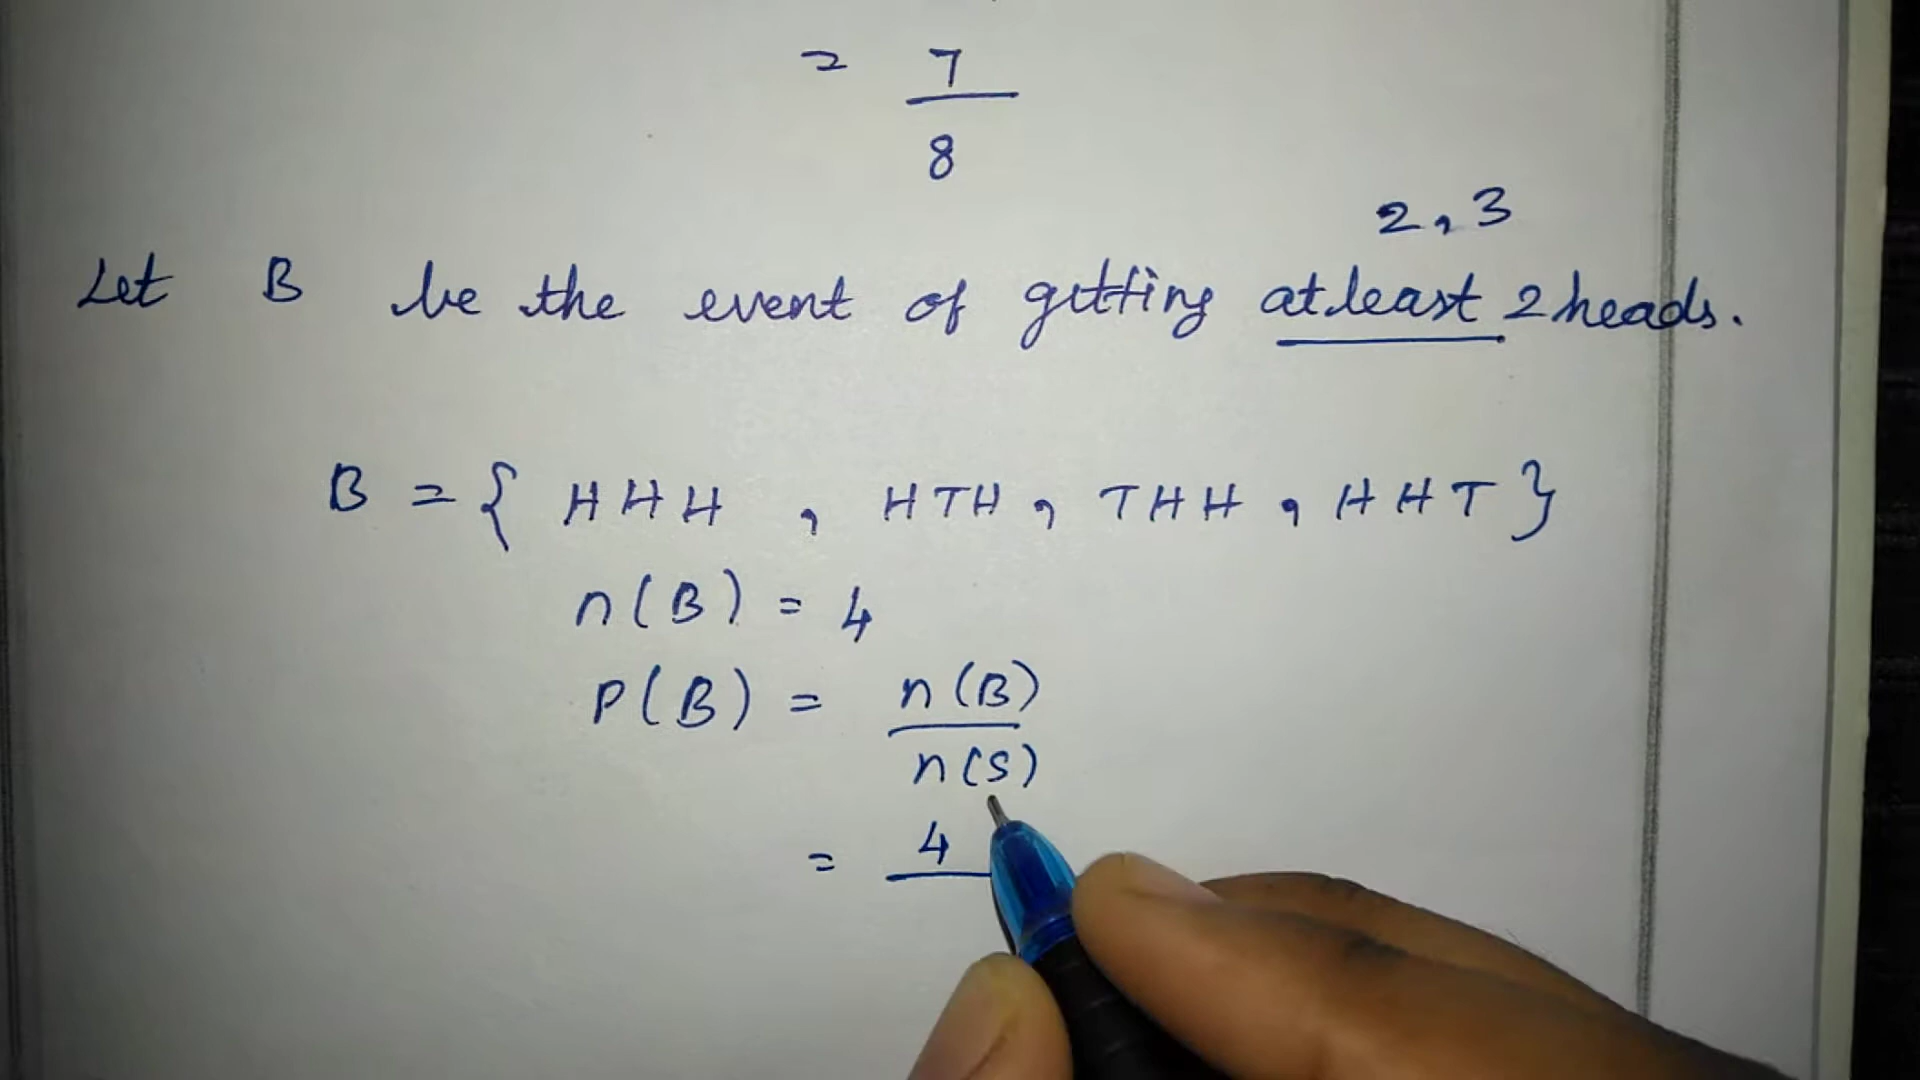 = 7
8
2, 3
Let B be the event of getting atleast 2 heads.
B = { HHH , HTH, THH , HHT }
n(B) = 4
P(B) = n(B)
n(S)
= 4